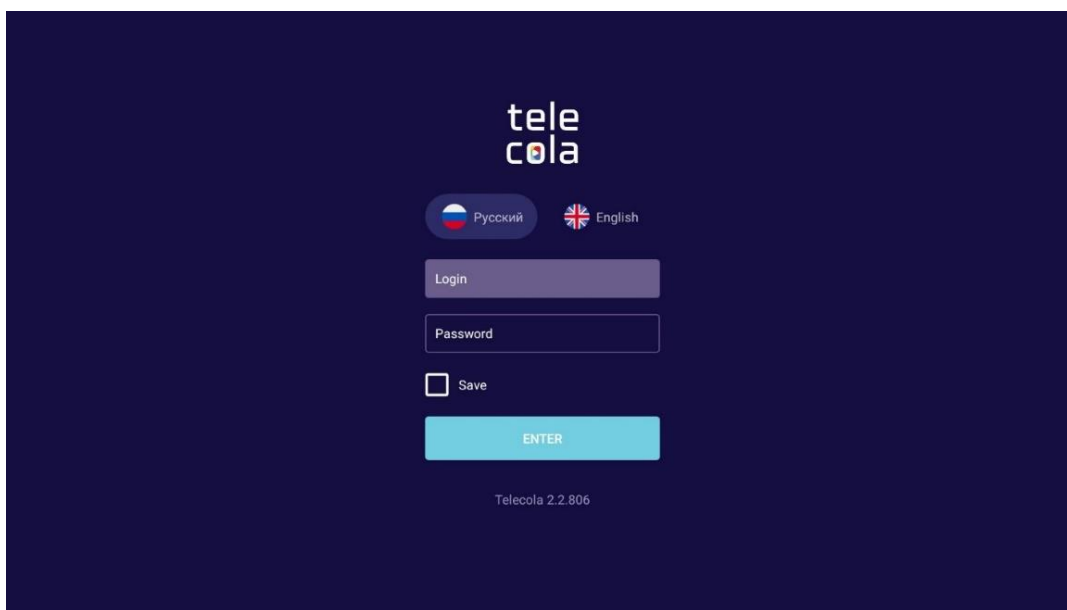 tele
cola
Русский English
Login
Password
Save
ENTER
Telecola 2.2.806